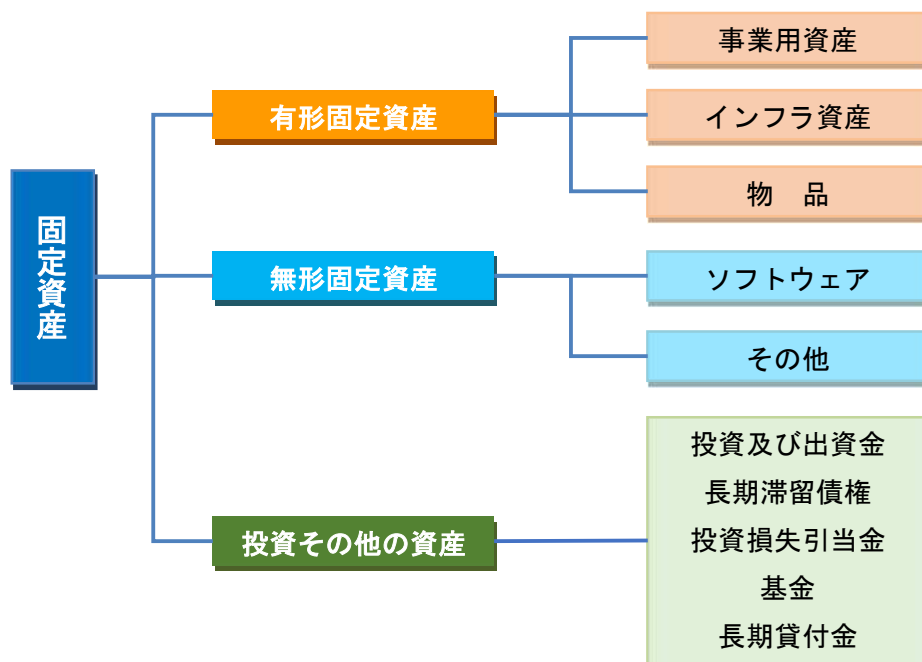 固定資産
有形固定資産
事業用資産
インフラ資産
物　品
無形固定資産
ソフトウェア
その他
投資その他の資産
投資及び出資金
長期滞留債権
投資損失引当金
基金
長期貸付金